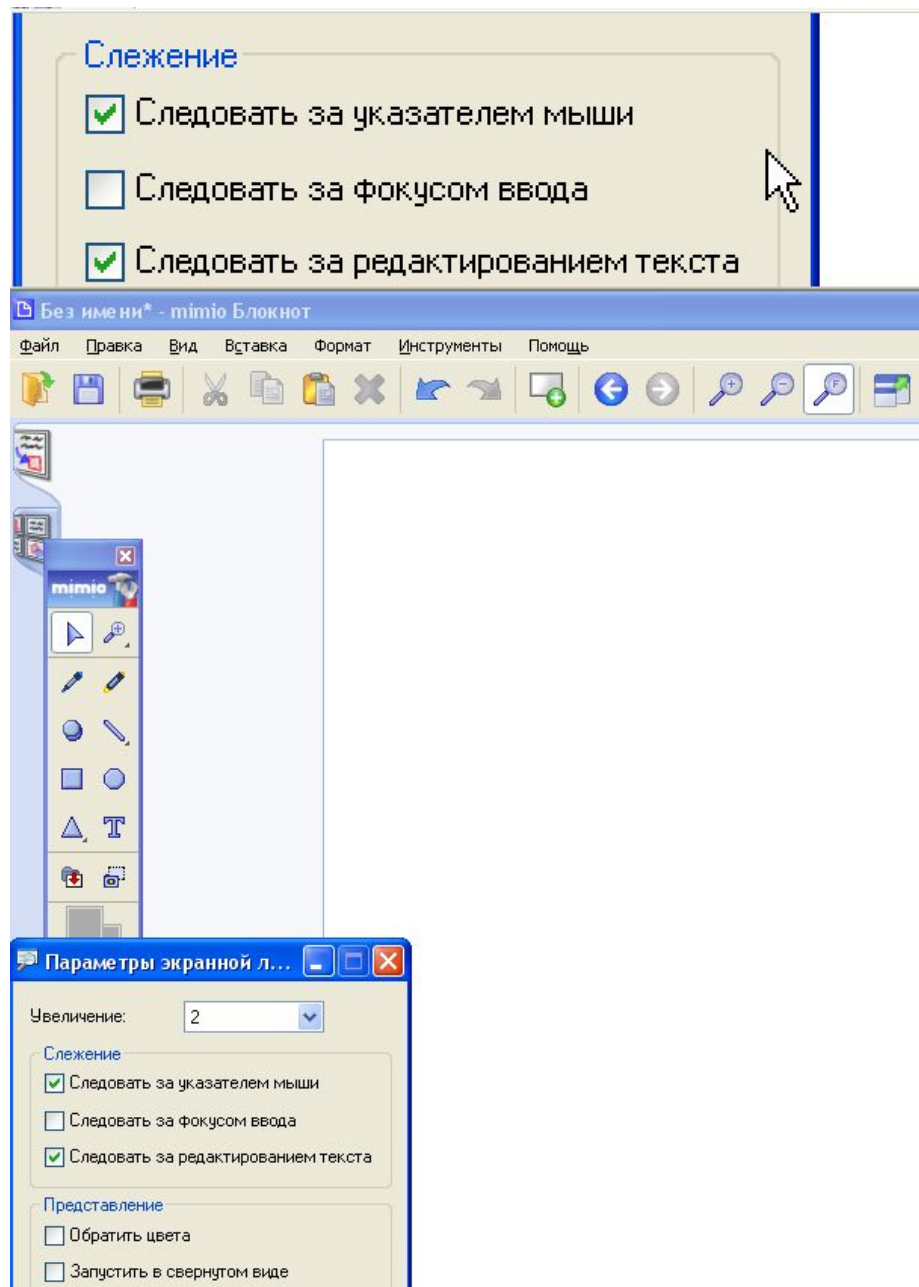 Слежение
Следовать за указателем мыши
Следовать за фокусом ввода
Следовать за редактированием текста
Без имени* - mimio Блокнот
Файл Правка Вид Вставка Формат Инструменты Помощь
mimio
T
Параметры экранной л...
Увеличение: 2
Слежение
Следовать за указателем мыши
Следовать за фокусом ввода
Следовать за редактированием текста
Представление
Обратить цвета
Запустить в свернутом виде